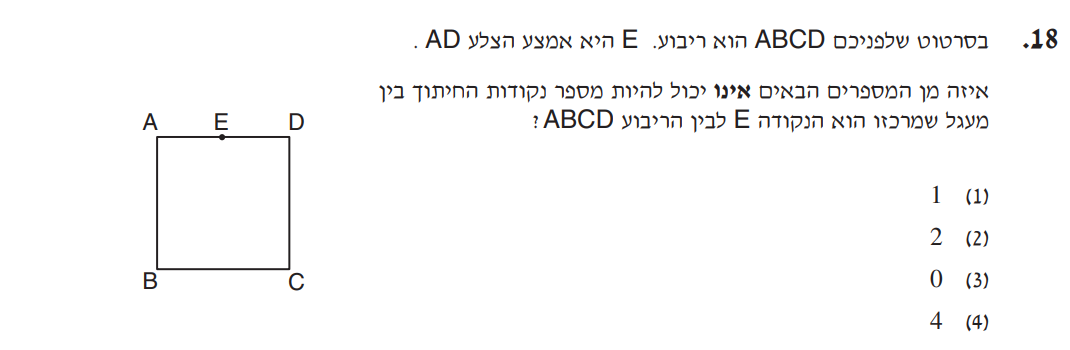 18. בסרטוט שלפניכם ABCD הוא ריבוע. E היא אמצע הצלע AD .
איזה מן המספרים הבאים אינו יכול להיות מספר נקודות החיתוך בין
מעגל שמרכזו הוא הנקודה E לבין הריבוע ABCD ?
A E D
B C
(1) 1
(2) 2
(3) 0
(4) 4